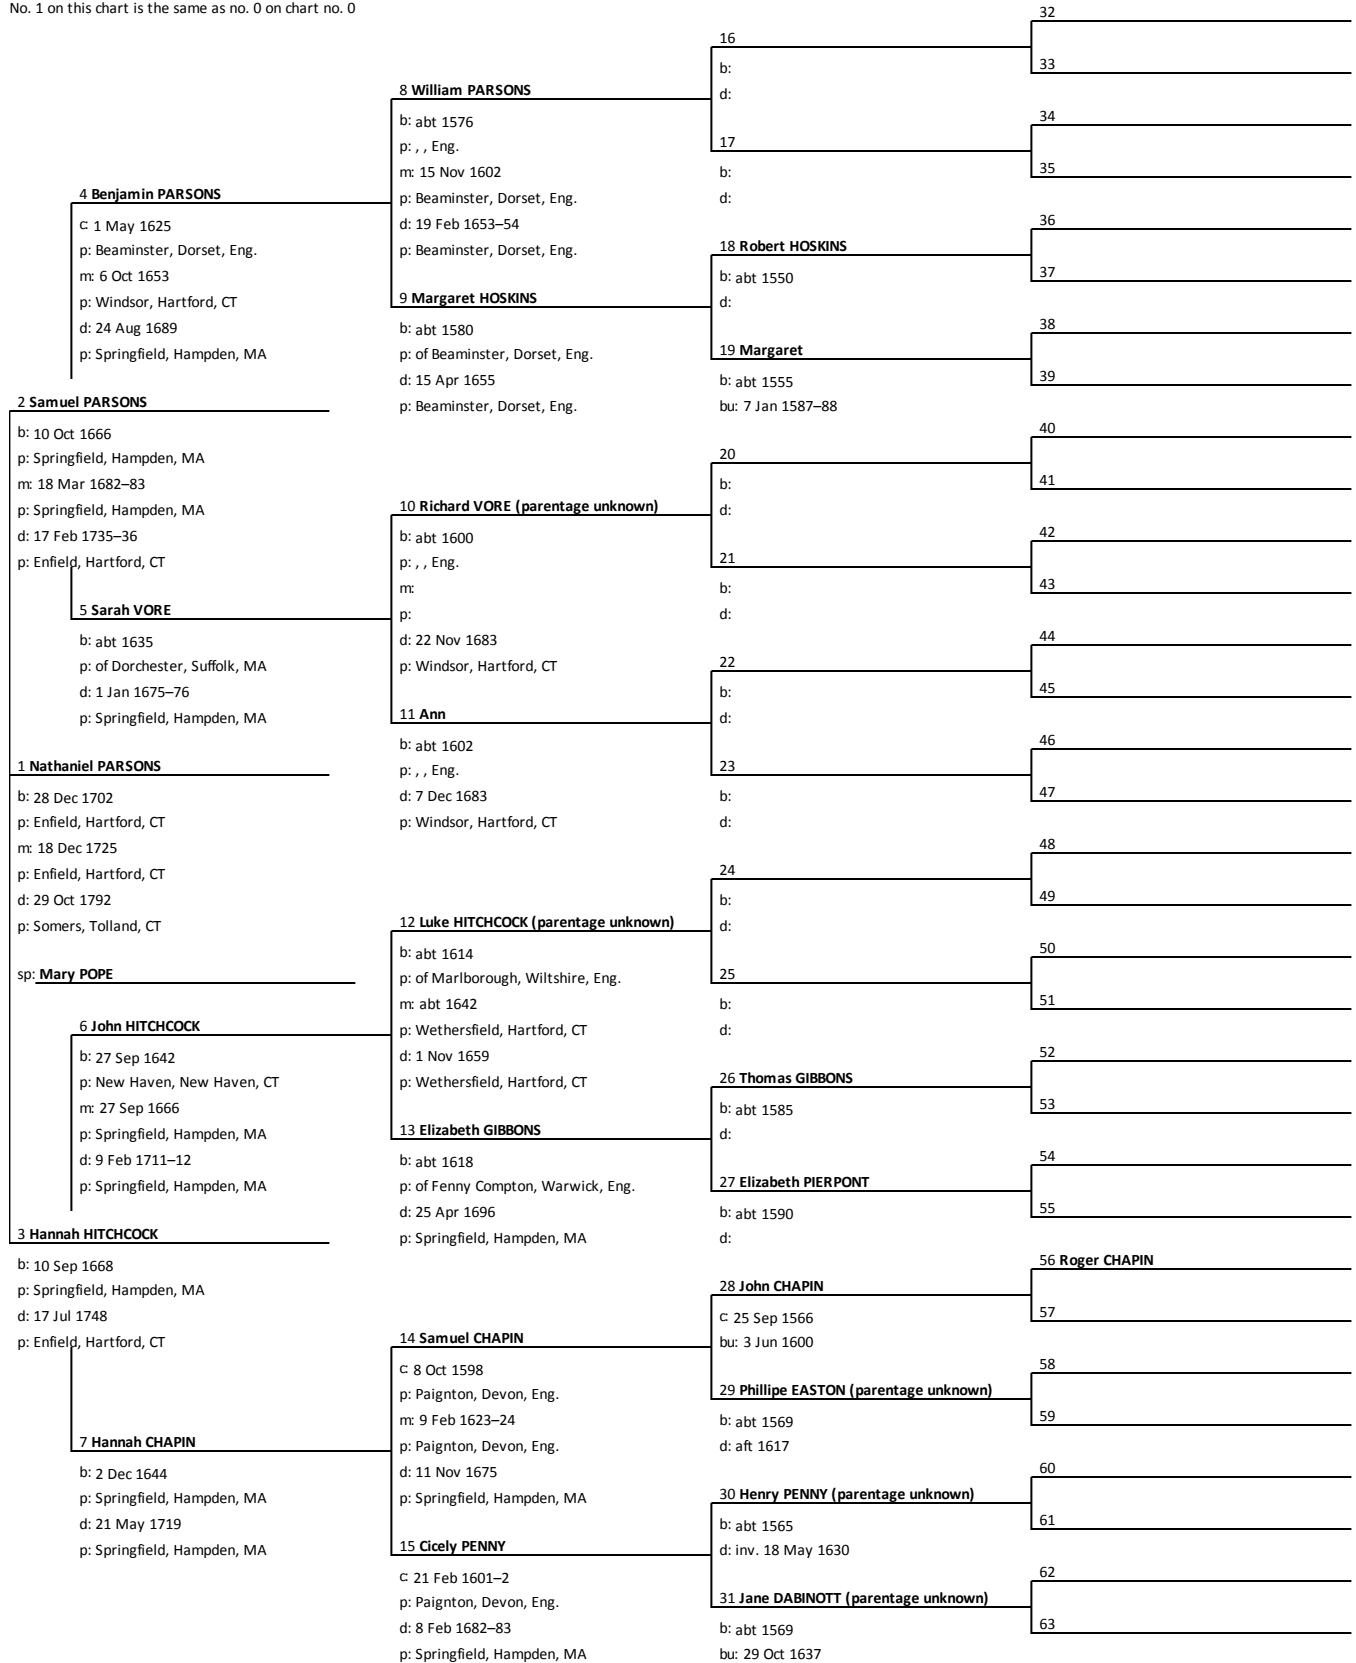 No. 1 on this chart is the same as no. 0 on chart no. 0
4 Benjamin PARSONS
c: 1 May 1625
p: Beaminster, Dorset, Eng.
m: 6 Oct 1653
p: Windsor, Hartford, CT
d: 24 Aug 1689
p: Springfield, Hampden, MA
2 Samuel PARSONS
b: 10 Oct 1666
p: Springfield, Hampden, MA
m: 18 Mar 1682–83
p: Springfield, Hampden, MA
d: 17 Feb 1735–36
p: Enfield, Hartford, CT
5 Sarah VORE
b: abt 1635
p: of Dorchester, Suffolk, MA
d: 1 Jan 1675–76
p: Springfield, Hampden, MA
1 Nathaniel PARSONS
b: 28 Dec 1702
p: Enfield, Hartford, CT
m: 18 Dec 1725
p: Enfield, Hartford, CT
d: 29 Oct 1792
p: Somers, Tolland, CT
sp: Mary POPE
6 John HITCHCOCK
b: 27 Sep 1642
p: New Haven, New Haven, CT
m: 27 Sep 1666
p: Springfield, Hampden, MA
d: 9 Feb 1711–12
p: Springfield, Hampden, MA
3 Hannah HITCHCOCK
b: 10 Sep 1668
p: Springfield, Hampden, MA
d: 17 Jul 1748
p: Enfield, Hartford, CT
7 Hannah CHAPIN
b: 2 Dec 1644
p: Springfield, Hampden, MA
d: 21 May 1719
p: Springfield, Hampden, MA
8 William PARSONS
b: abt 1576
p: , , Eng.
m: 15 Nov 1602
p: Beaminster, Dorset, Eng.
d: 19 Feb 1653–54
p: Beaminster, Dorset, Eng.
9 Margaret HOSKINS
b: abt 1580
p: of Beaminster, Dorset, Eng.
d: 15 Apr 1655
p: Beaminster, Dorset, Eng.
10 Richard VORE (parentage unknown)
b: abt 1600
p: , , Eng.
m:
p:
d: 22 Nov 1683
p: Windsor, Hartford, CT
11 Ann
b: abt 1602
p: , , Eng.
d: 7 Dec 1683
p: Windsor, Hartford, CT
12 Luke HITCHCOCK (parentage unknown)
b: abt 1614
p: of Marlborough, Wiltshire, Eng.
m: abt 1642
p: Wethersfield, Hartford, CT
d: 1 Nov 1659
p: Wethersfield, Hartford, CT
13 Elizabeth GIBBONS
b: abt 1618
p: of Fenny Compton, Warwick, Eng.
d: 25 Apr 1696
p: Springfield, Hampden, MA
14 Samuel CHAPIN
c: 8 Oct 1598
p: Paignton, Devon, Eng.
m: 9 Feb 1623–24
p: Paignton, Devon, Eng.
d: 11 Nov 1675
p: Springfield, Hampden, MA
15 Cicely PENNY
c: 21 Feb 1601–2
p: Paignton, Devon, Eng.
d: 8 Feb 1682–83
p: Springfield, Hampden, MA
16
b:
d:
17
b:
d:
18 Robert HOSKINS
b: abt 1550
d:
19 Margaret
b: abt 1555
bu: 7 Jan 1587–88
20
b:
d:
21
b:
d:
22
b:
d:
23
b:
d:
24
b:
d:
25
b:
d:
26 Thomas GIBBONS
b: abt 1585
d:
27 Elizabeth PIERPONT
b: abt 1590
d:
28 John CHAPIN
c: 25 Sep 1566
bu: 3 Jun 1600
29 Phillipe EASTON (parentage unknown)
b: abt 1569
d: aft 1617
30 Henry PENNY (parentage unknown)
b: abt 1565
d: inv. 18 May 1630
31 Jane DABINOTT (parentage unknown)
b: abt 1569
bu: 29 Oct 1637
32
33
34
35
36
37
38
39
40
41
42
43
44
45
46
47
48
49
50
51
52
53
54
55
56 Roger CHAPIN
57
58
59
60
61
62
63